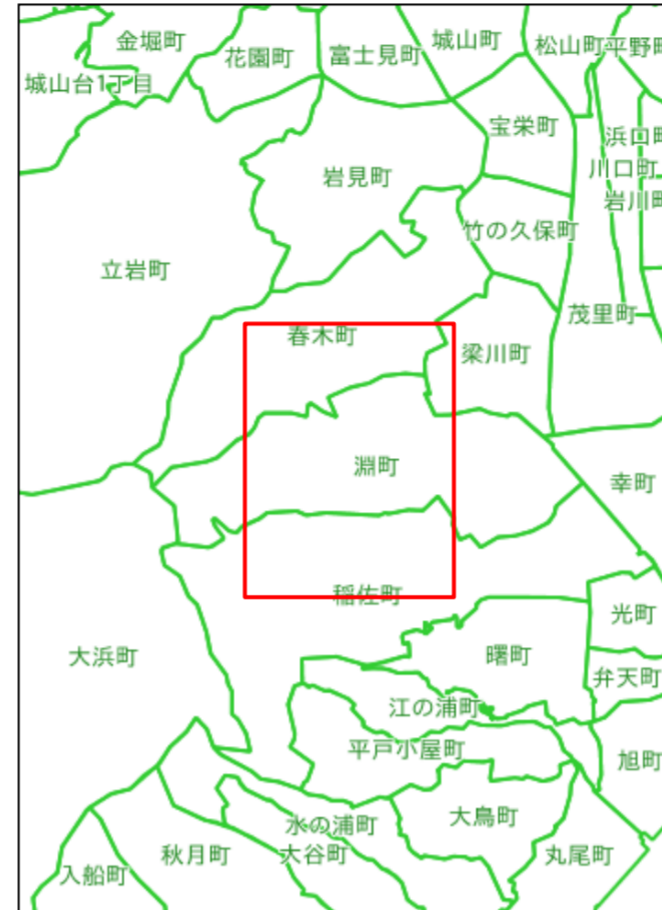 金堀町
花園町
富士見町
城山町
松山町
平野町
城山台1丁目
宝栄町
浜口町
川口町
岩川町
岩見町
竹の久保町
立岩町
茂里町
春木町
梁川町
淵町
幸町
稲佐町
光町
大浜町
曙町
弁天町
江の浦町
平戸小屋町
旭町
水の浦町
大鳥町
秋月町
大谷町
丸尾町
入船町